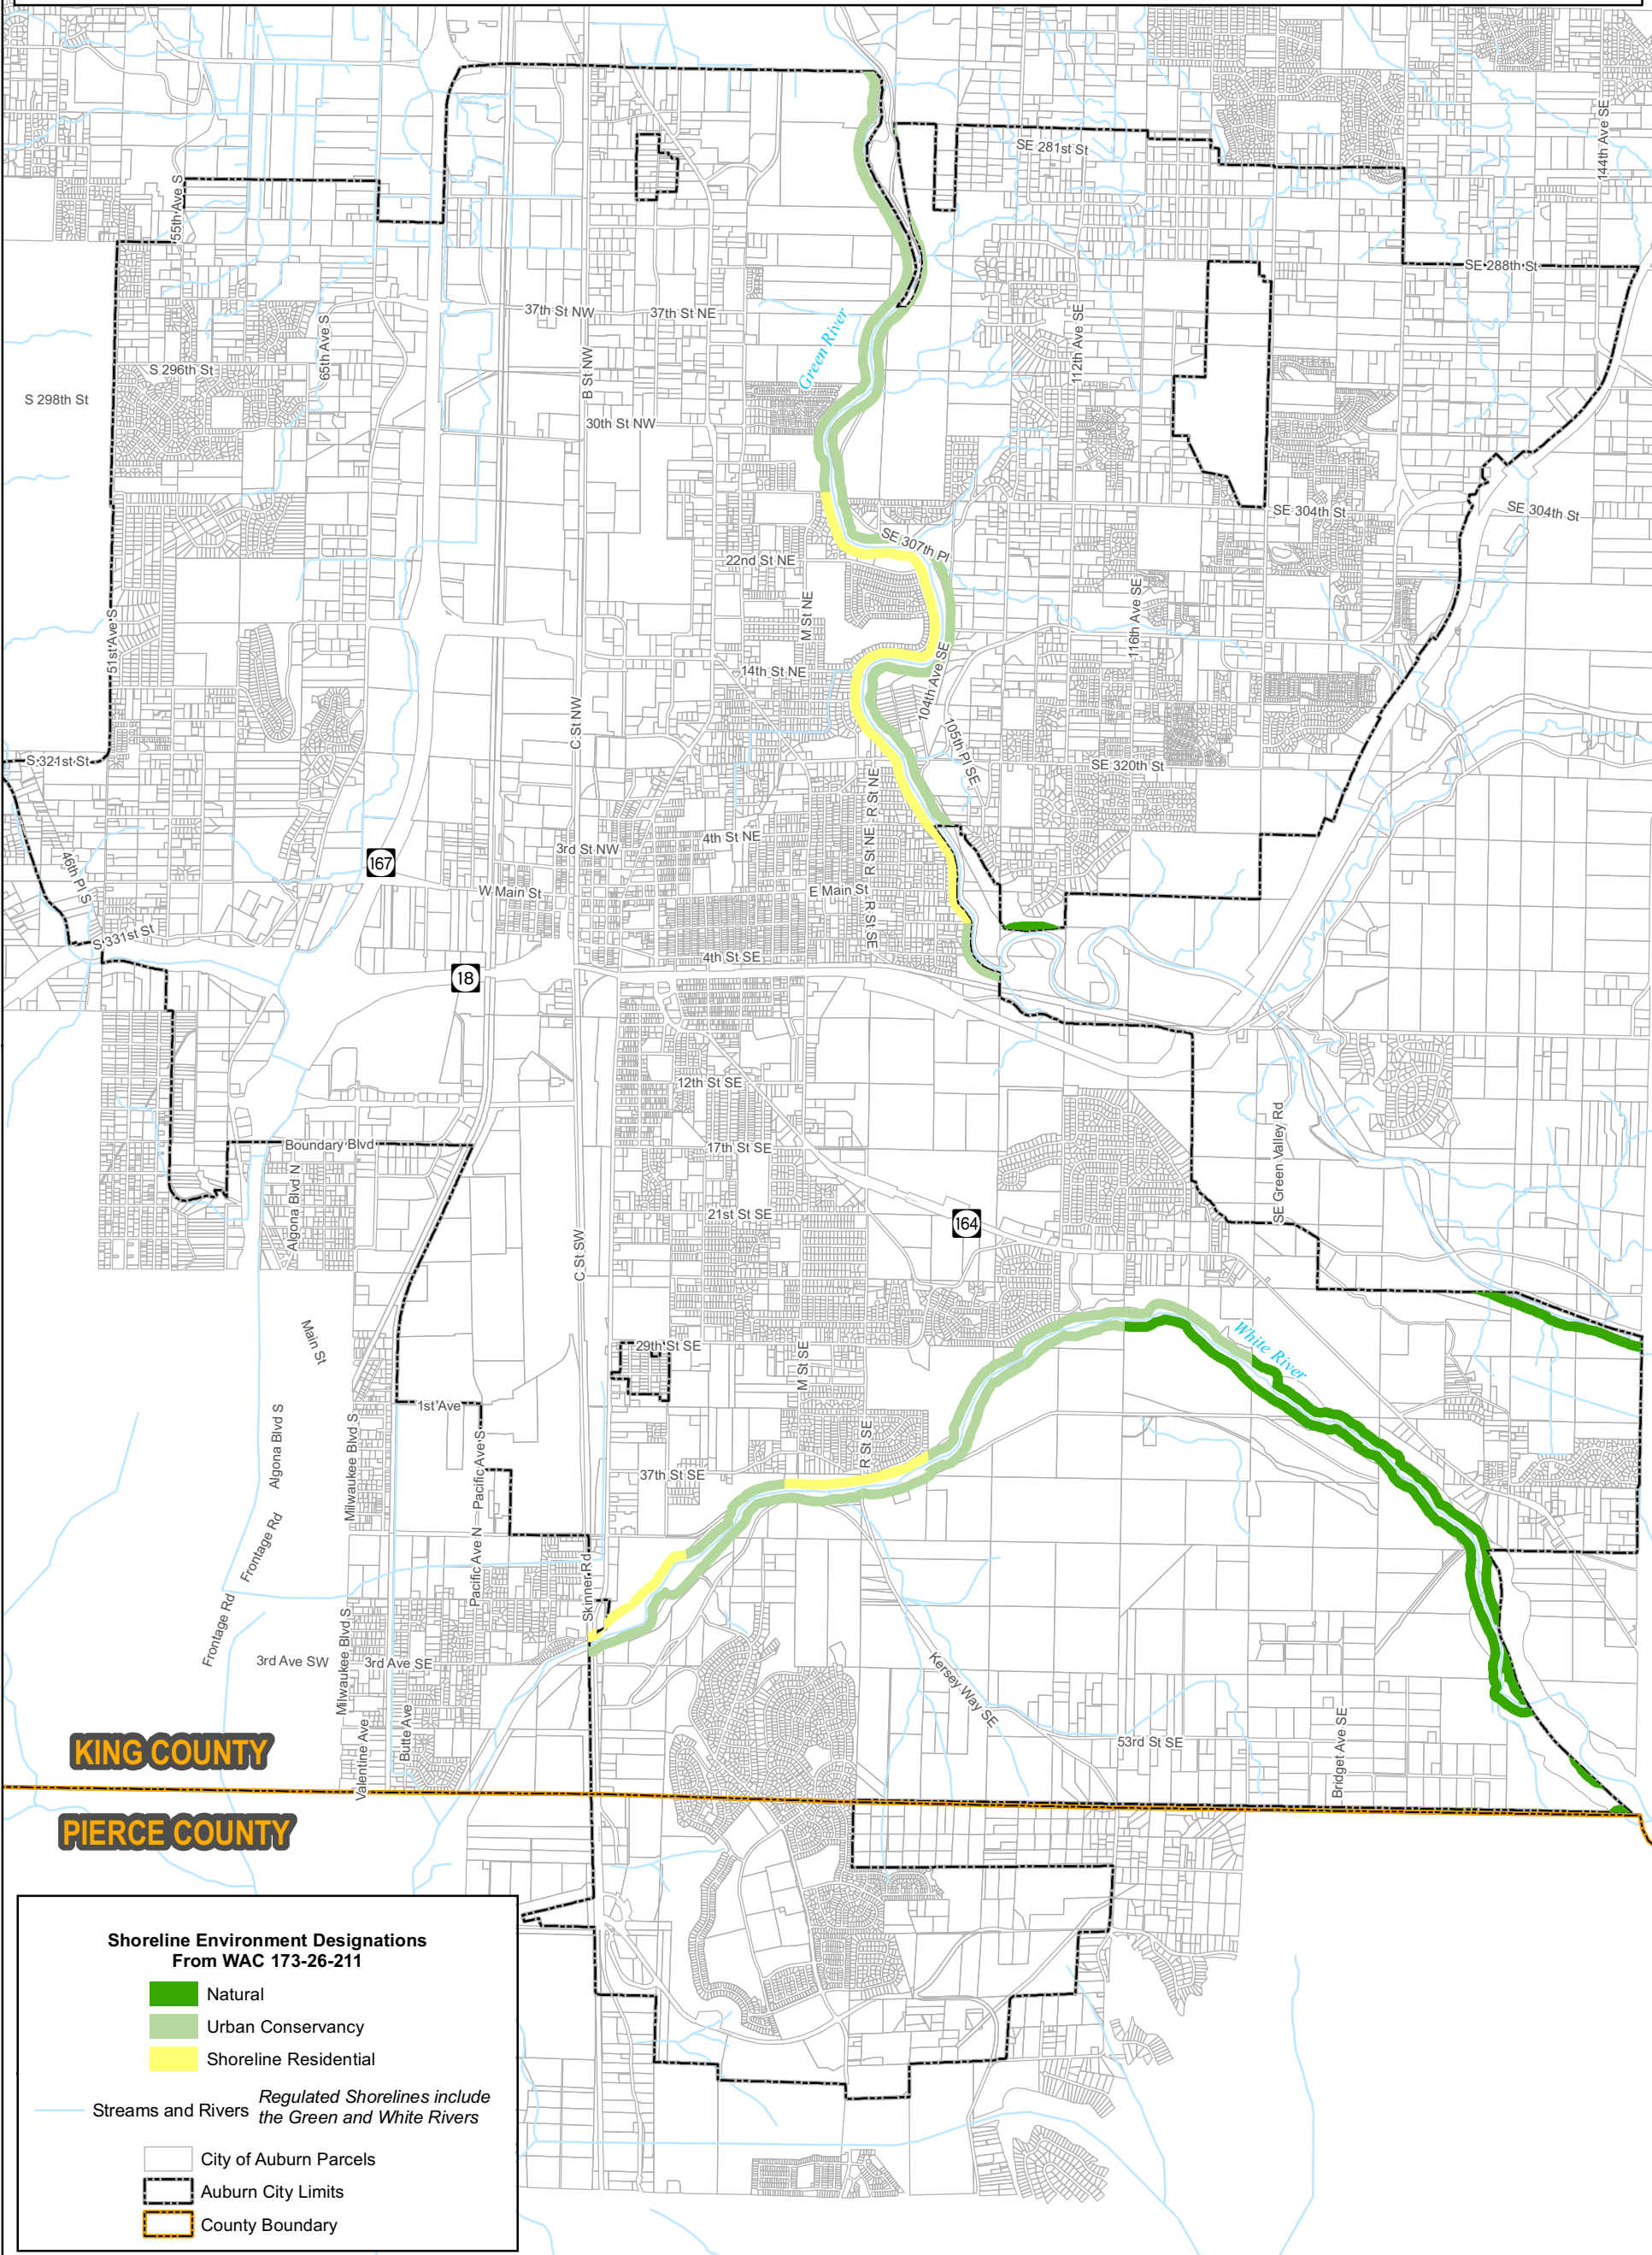 144th Ave SE
SE 281st St
55th Ave S
SE 288th St
37th St NW
37th St NE
Green River
65th Ave S
112th Ave SE
B St NW
S 296th St
S 298th St
30th St NW
SE 304th St
SE 304th St
SE 307th Pl
22nd St NE
M St NE
116th Ave SE
51st Ave S
14th St NE
104th Ave SE
C St NW
105th Pl SE
S 321st St
SE 320th St
R St NE
4th St NE
R St NE
3rd St NW
46th Pl S
167
W Main St
E Main St
R St SE
S 331st St
4th St SE
18
12th St SE
Boundary Blvd
17th St SE
SE Green Valley Rd
Algona Blvd N
21st St SE
164
C St SW
Main St
29th St SE
M St SE
White River
1st Ave
Algona Blvd S
Milwaukee Blvd S
Pacific Ave S
R St SE
37th St SE
Frontage Rd
Pacific Ave N
Skinner Rd
Frontage Rd
Milwaukee Blvd S
3rd Ave SW
3rd Ave SE
Kersey Way SE
Butte Ave
Valentine Ave
53rd St SE
Bridget Ave SE
KING COUNTY
PIERCE COUNTY
Shoreline Environment Designations
From WAC 173-26-211
Natural
Urban Conservancy
Shoreline Residential
Streams and Rivers
Regulated Shorelines include
the Green and White Rivers
City of Auburn Parcels
Auburn City Limits
County Boundary